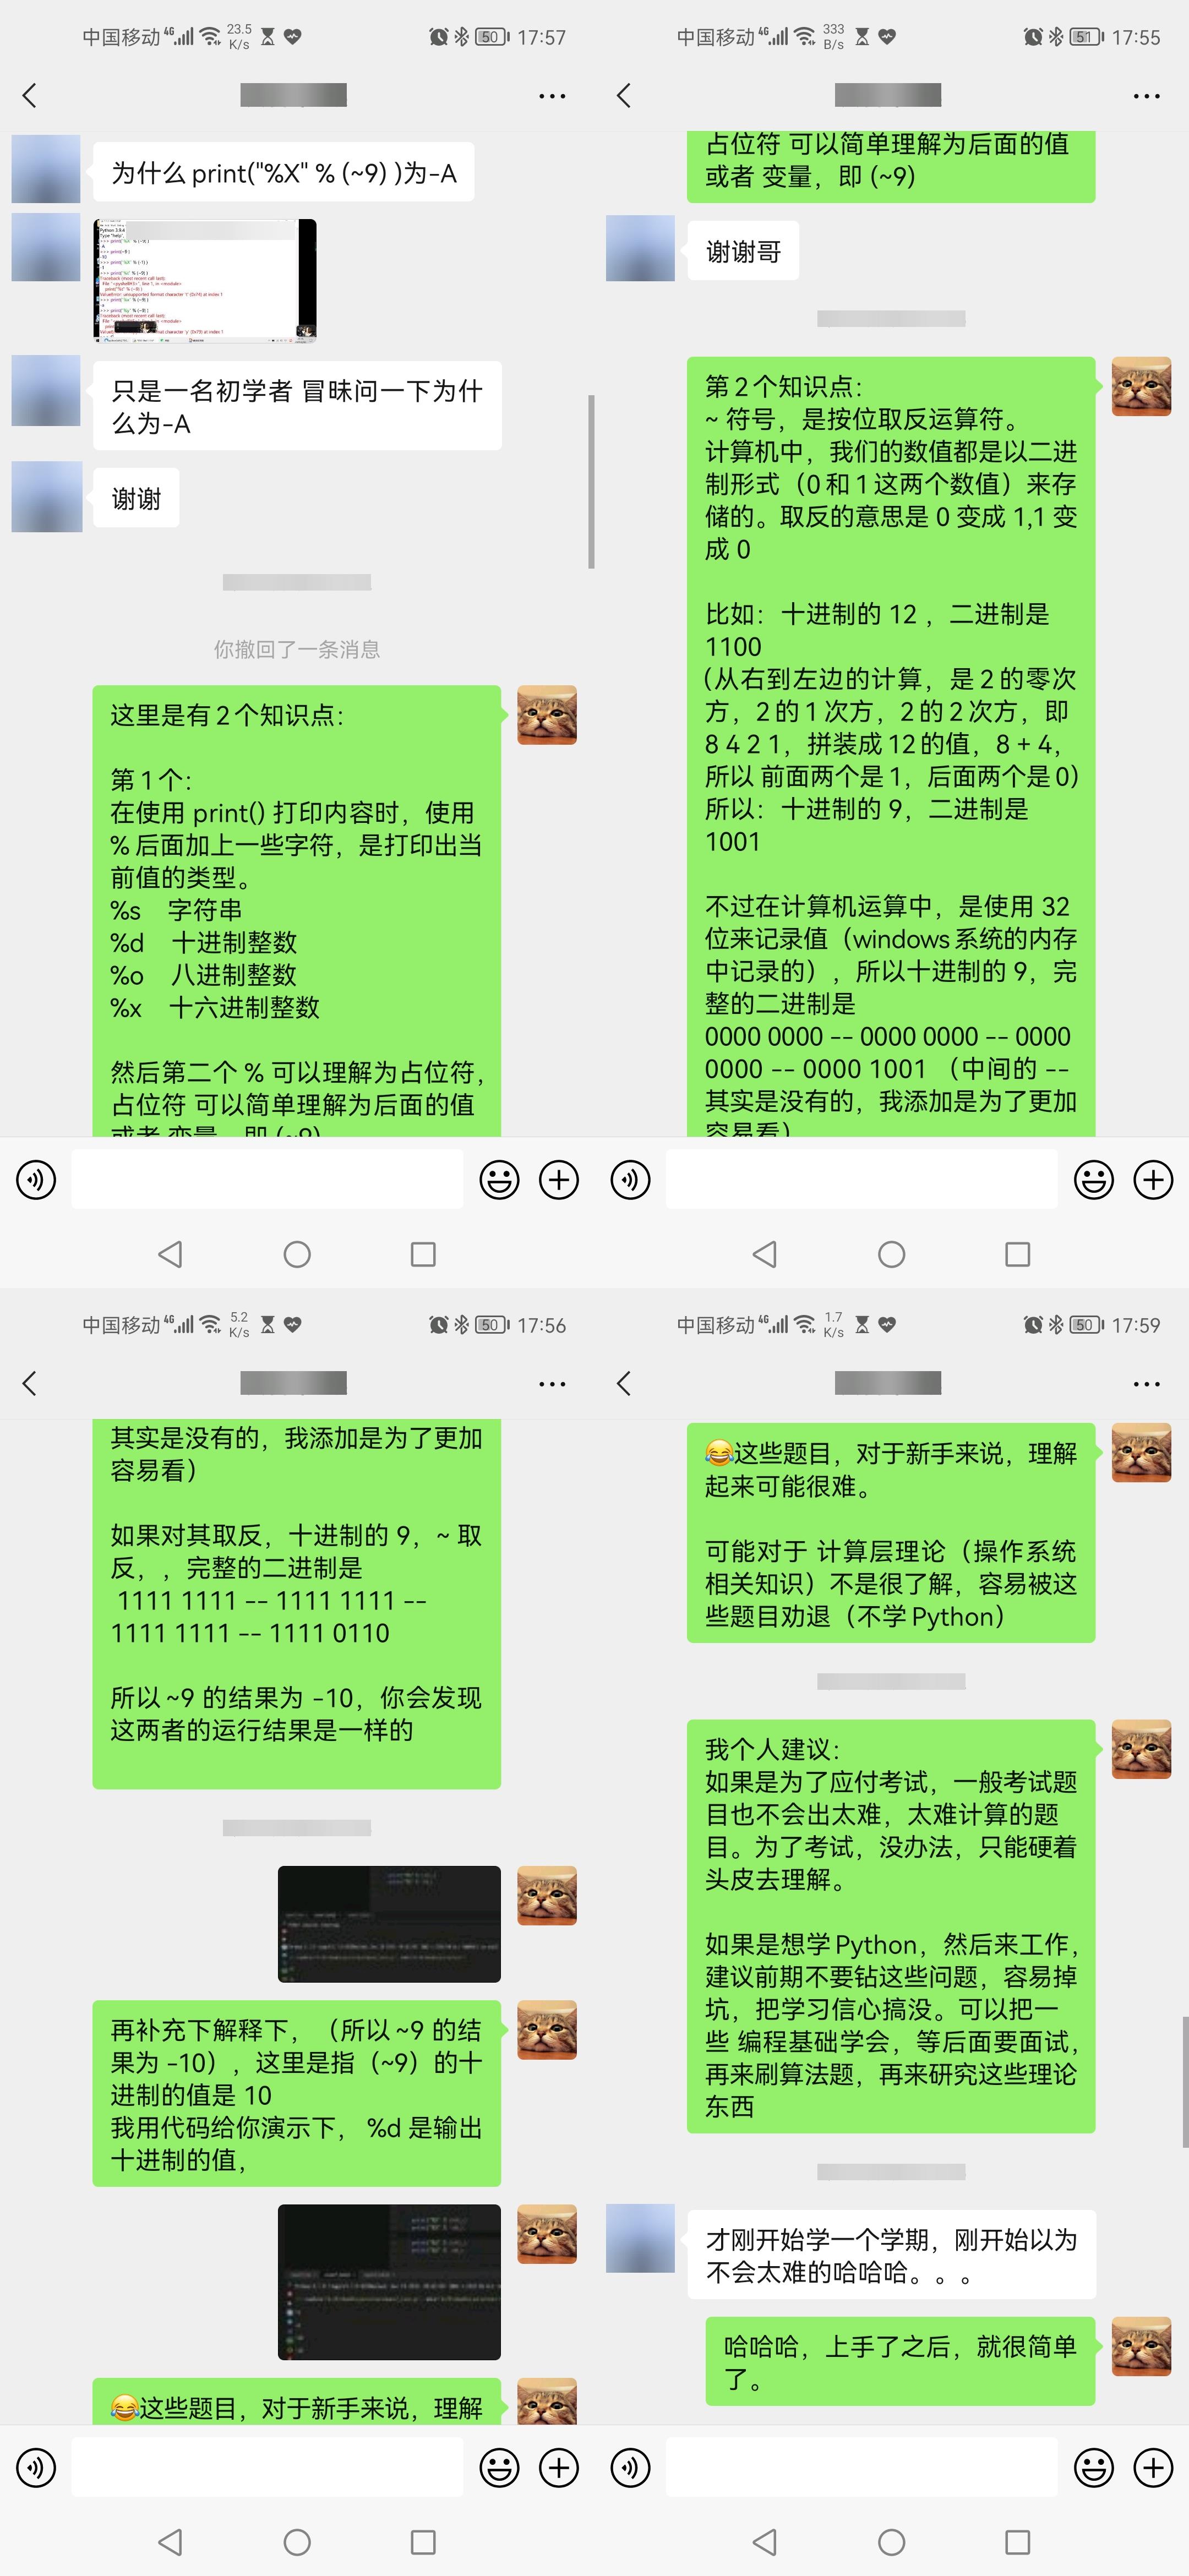 中国移动 4G 23.5 K/s 50 17:57
为什么 print("%X" % (~9) )为-A
Python 3.9.4
只是一名初学者 冒昧问一下为什
么为-A
谢谢
你撤回了一条消息
这里是有 2 个知识点：
第 1 个：
在使用 print() 打印内容时，使用
% 后面加上一些字符，是打印出当
前值的类型。
%s 字符串
%d 十进制整数
%o 八进制整数
%x 十六进制整数
然后第二个 % 可以理解为占位符，
占位符 可以简单理解为后面的值
或者 变量，即 (~9)
中国移动 4G 333 B/s 51 17:55
占位符 可以简单理解为后面的值
或者 变量，即 (~9)
谢谢哥
第 2 个知识点：
~ 符号，是按位取反运算符。
计算机中，我们的数值都是以二进
制形式（0 和 1 这两个数值）来存
储的。取反的意思是 0 变成 1,1 变
成 0
比如：十进制的 12 ，二进制是
1100
(从右到左边的计算，是 2 的零次
方，2 的 1 次方，2 的 2 次方，即
8 4 2 1，拼装成 12 的值，8 + 4，
所以 前面两个是 1，后面两个是 0)
所以：十进制的 9，二进制是
1001
不过在计算机运算中，是使用 32
位来记录值（windows 系统的内存
中记录的），所以十进制的 9，完
整的二进制是
0000 0000 -- 0000 0000 -- 0000
0000 -- 0000 1001 （中间的 --
其实是没有的，我添加是为了更加
容易看）
中国移动 4G 5.2 K/s 50 17:56
其实是没有的，我添加是为了更加
容易看）
如果对其取反，十进制的 9，~ 取
反，，完整的二进制是
1111 1111 -- 1111 1111 --
1111 1111 -- 1111 0110
所以 ~9 的结果为 -10，你会发现
这两者的运行结果是一样的
再补充下解释下，（所以 ~9 的结
果为 -10），这里是指（~9）的十
进制的值是 10
我用代码给你演示下， %d 是输出
十进制的值，
😂这些题目，对于新手来说，理解
中国移动 4G 1.7 K/s 50 17:59
😂这些题目，对于新手来说，理解
起来可能很难。
可能对于 计算层理论（操作系统
相关知识）不是很了解，容易被这
些题目劝退（不学 Python）
我个人建议：
如果是为了应付考试，一般考试题
目也不会出太难，太难计算的题
目。为了考试，没办法，只能硬着
头皮去理解。
如果是想学 Python，然后来工作，
建议前期不要钻这些问题，容易掉
坑，把学习信心搞没。可以把一
些 编程基础学会，等后面要面试，
再来刷算法题，再来研究这些理论
东西
才刚开始学一个学期，刚开始以为
不会太难的哈哈哈。。。
哈哈哈，上手了之后，就很简单
了。